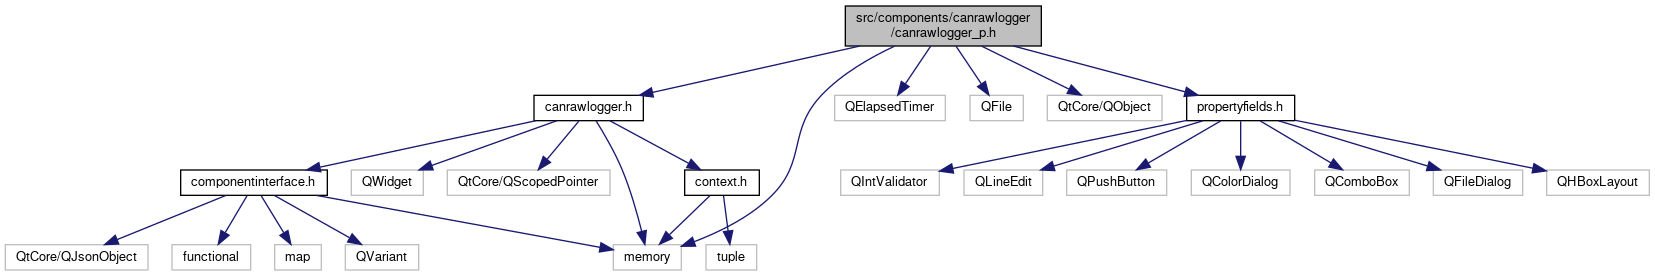 src/components/canrawlogger
/canrawlogger_p.h
canrawlogger.h
QElapsedTimer
QFile
QtCore/QObject
propertyfields.h
componentinterface.h
QWidget
QtCore/QScopedPointer
context.h
QIntValidator
QLineEdit
QPushButton
QColorDialog
QComboBox
QFileDialog
QHBoxLayout
QtCore/QJsonObject
functional
map
QVariant
memory
tuple